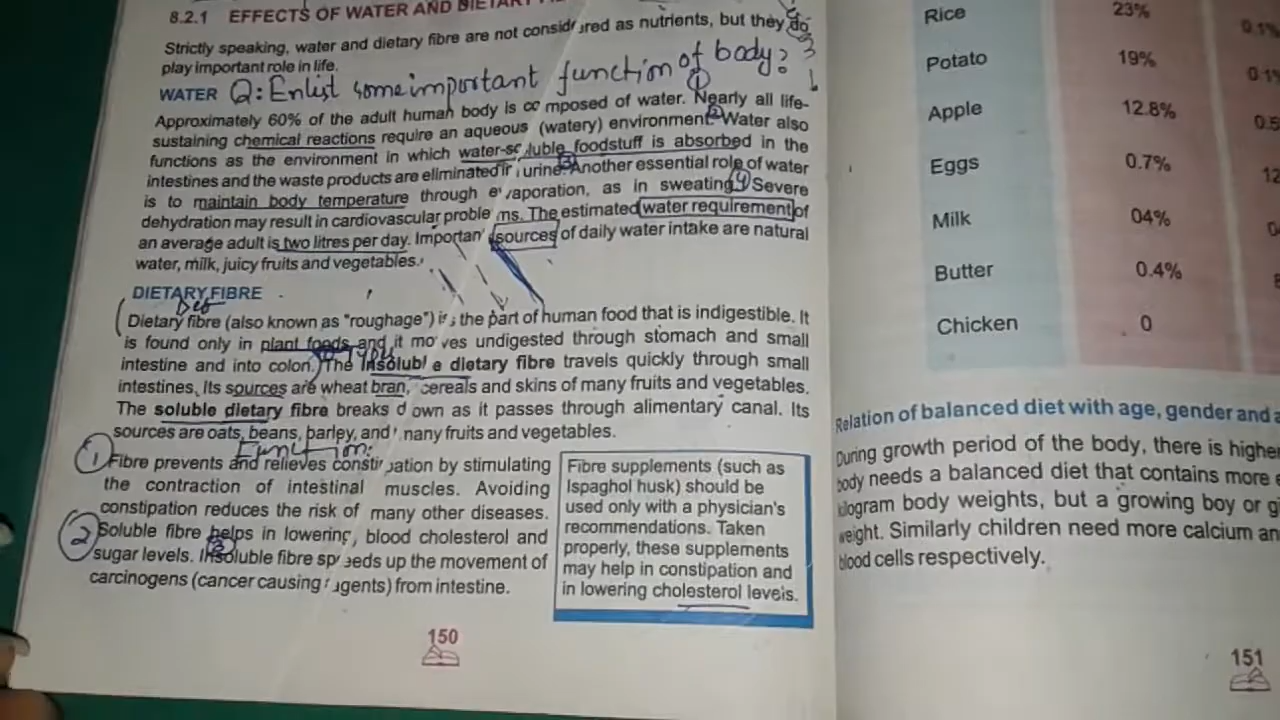 8.2.1 EFFECTS OF WATER AND DIETARY
Strictly speaking, water and dietary fibre are not considered as nutrients, but they do
play important role in life.
WATER Q: Enlist some important function of body?
Approximately 60% of the adult human body is composed of water. Nearly all life-
sustaining chemical reactions require an aqueous (watery) environment. Water also
functions as the environment in which water-soluble foodstuff is absorbed in the
intestines and the waste products are eliminated in urine. Another essential role of water
is to maintain body temperature through evaporation, as in sweating. Severe
dehydration may result in cardiovascular problems. The estimated water requirement of
an average adult is two litres per day. Important sources of daily water intake are natural
water, milk, juicy fruits and vegetables.
DIETARY FIBRE
Dietary fibre (also known as "roughage") is the part of human food that is indigestible. It
is found only in plant foods and it moves undigested through stomach and small
intestine and into colon. The insoluble dietary fibre travels quickly through small
intestines. Its sources are wheat bran, cereals and skins of many fruits and vegetables.
The soluble dietary fibre breaks down as it passes through alimentary canal. Its
sources are oats, beans, barley, and many fruits and vegetables.
Function:
1 Fibre prevents and relieves constipation by stimulating
the contraction of intestinal muscles. Avoiding
constipation reduces the risk of many other diseases.
2 Soluble fibre helps in lowering blood cholesterol and
sugar levels. Insoluble fibre speeds up the movement of
carcinogens (cancer causing agents) from intestine.
Fibre supplements (such as
Ispaghol husk) should be
used only with a physician's
recommendations. Taken
properly, these supplements
may help in constipation and
in lowering cholesterol levels.
150
Rice 23% 0.1%
Potato 19% 0.1%
Apple 12.8% 0.5
Eggs 0.7% 12
Milk 04%
Butter 0.4%
Chicken 0
Relation of balanced diet with age, gender and
During growth period of the body, there is higher
body needs a balanced diet that contains more
kilogram body weights, but a growing boy or
weight. Similarly children need more calcium
blood cells respectively.
151